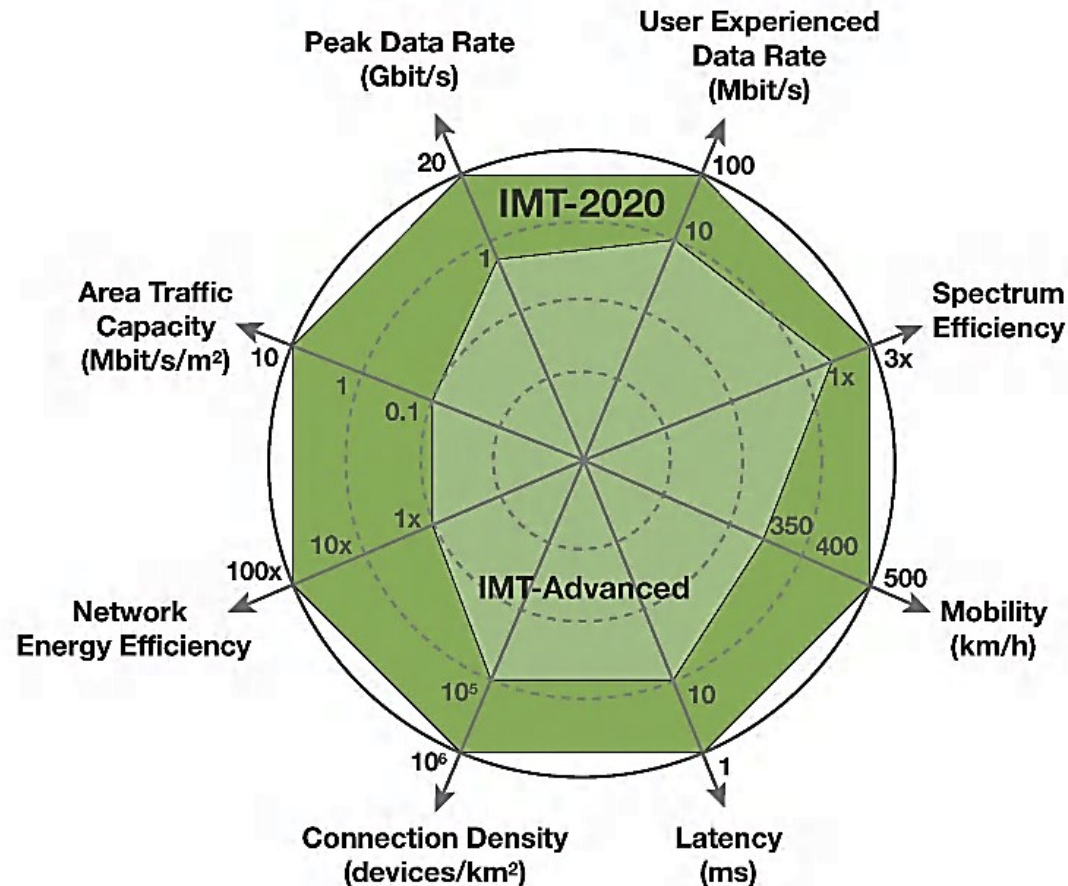 Peak Data Rate
(Gbit/s)
User Experienced
Data Rate
(Mbit/s)
20
100
IMT-2020
1
10
Area Traffic
Capacity
(Mbit/s/m²)
Spectrum
Efficiency
10
1
0.1
1x
3x
1x
10x
100x
350
400
500
Network
Energy Efficiency
IMT-Advanced
Mobility
(km/h)
10⁵
10
10⁶
1
Connection Density
(devices/km²)
Latency
(ms)